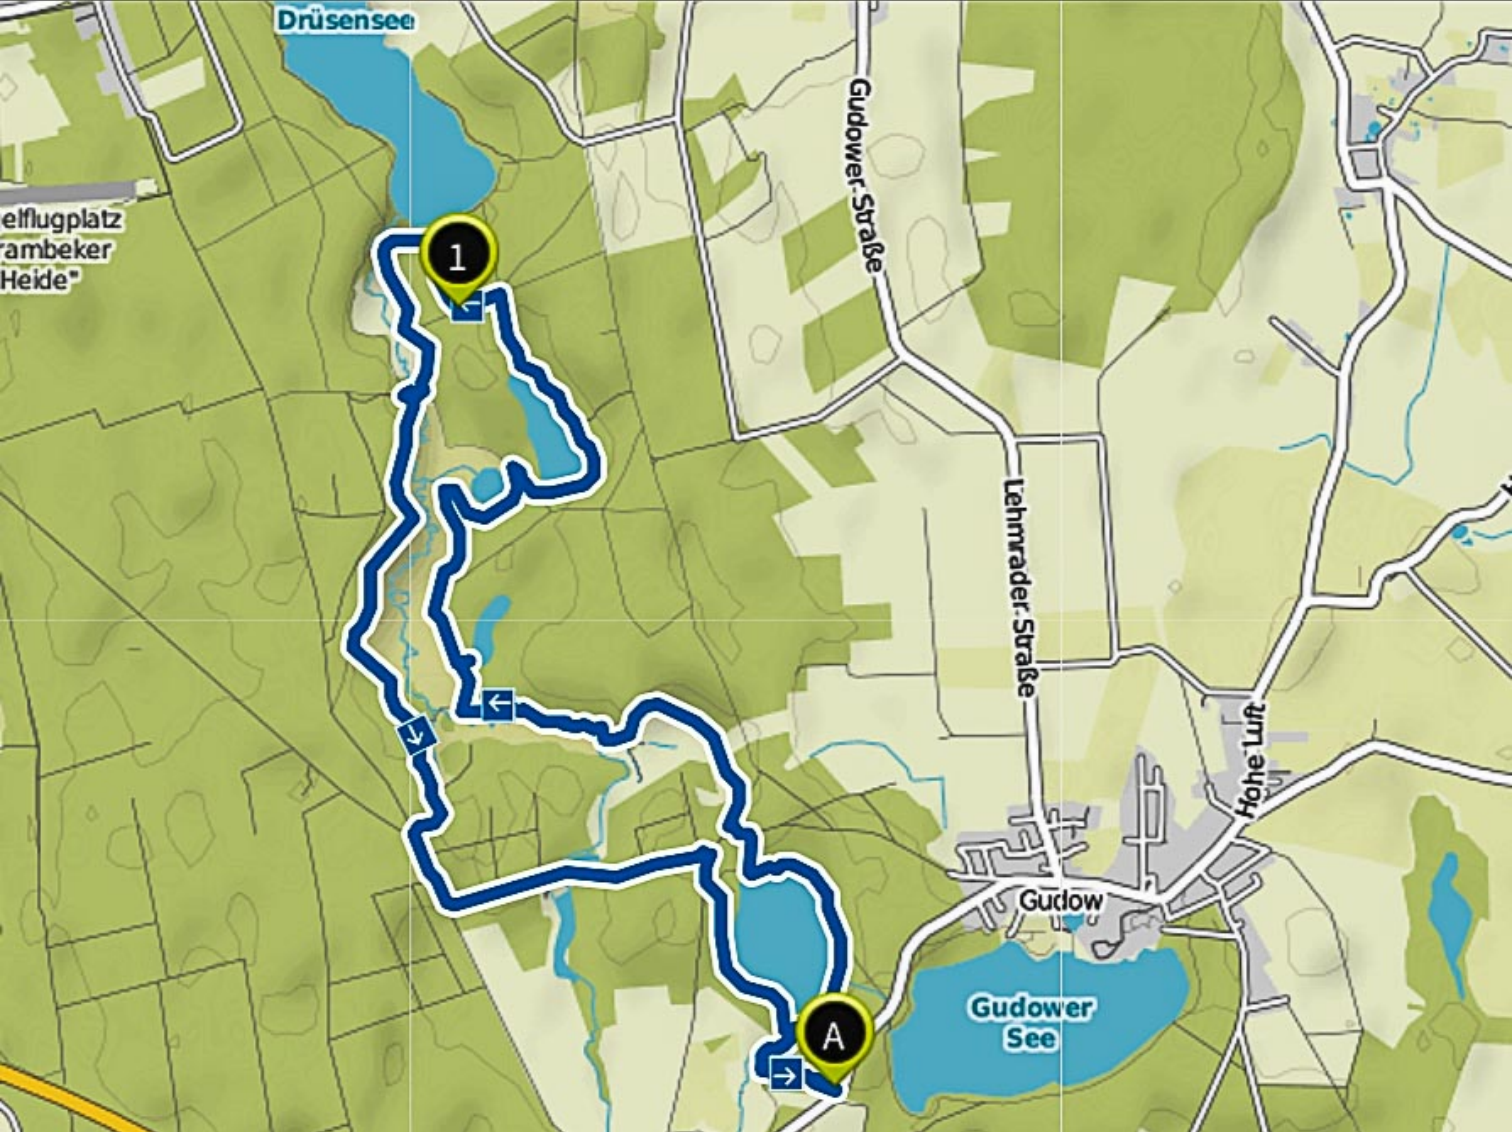 Drüsensee
Gudower Straße
elflugplatz
rambeker
Heide"
1
Lehmrader Straße
Hohe Luft
Gudow
Gudower
See
A